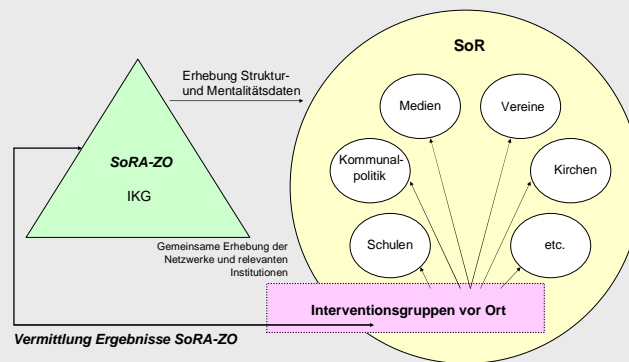 SoR
Erhebung Struktur-
und Mentalitätsdaten
Medien
Vereine
SoRA-ZO
IKG
Kommunal-
politik
Kirchen
Gemeinsame Erhebung der
Netzwerke und relevanten
Institutionen
Schulen
etc.
Interventionsgruppen vor Ort
Vermittlung Ergebnisse SoRA-ZO